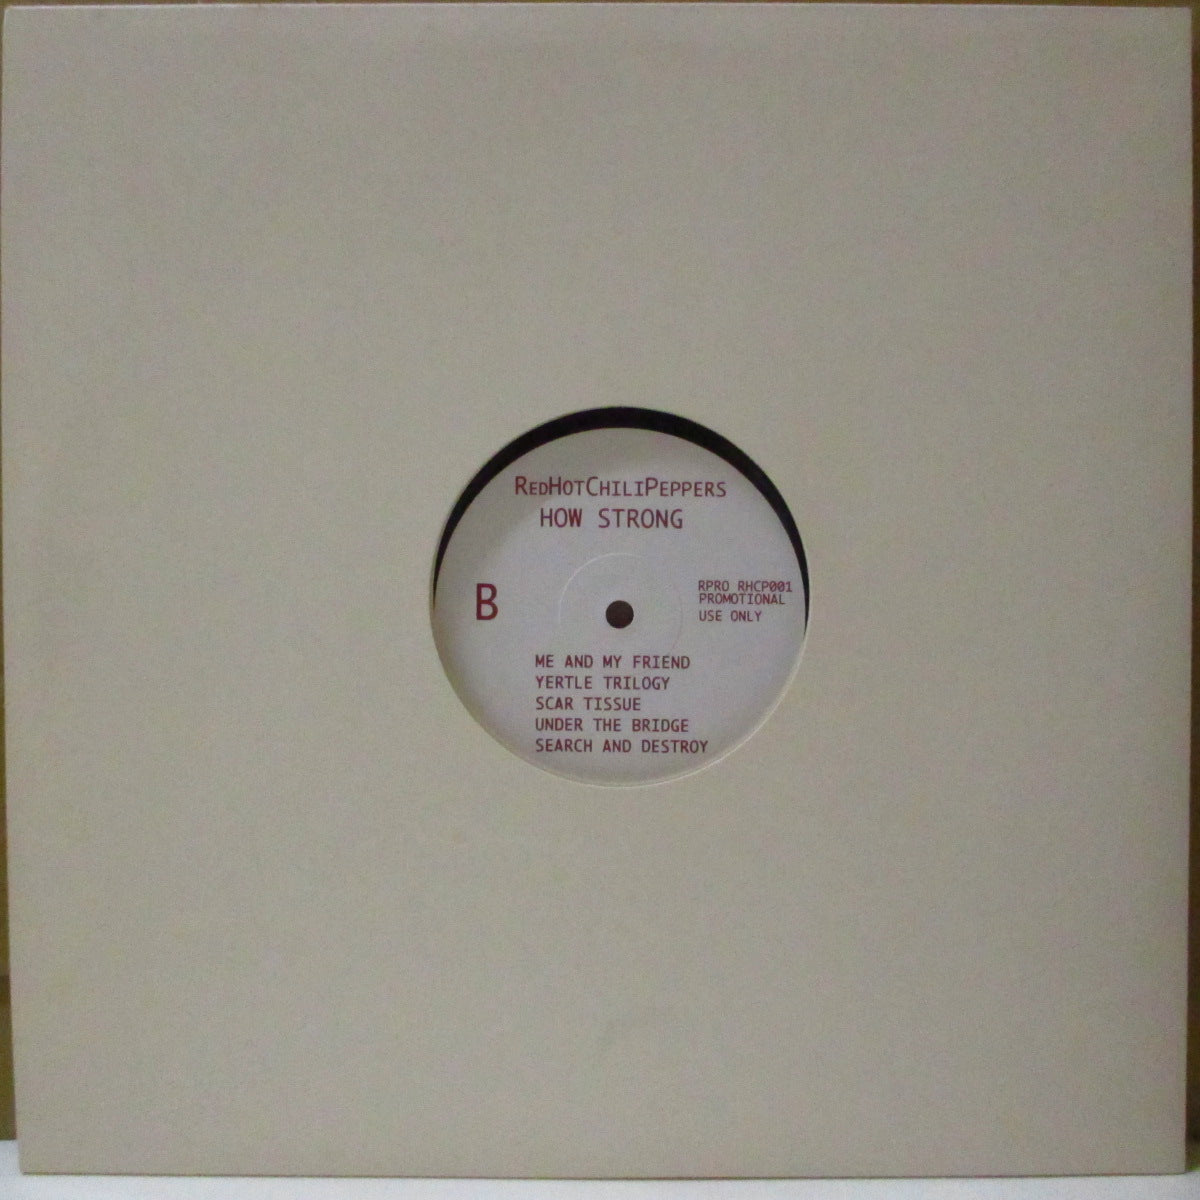 REDHOTCHILIPEPPERS
HOW STRONG
B
RPRO RHCP001
PROMOTIONAL
USE ONLY
ME AND MY FRIEND
YERTLE TRILOGY
SCAR TISSUE
UNDER THE BRIDGE
SEARCH AND DESTROY